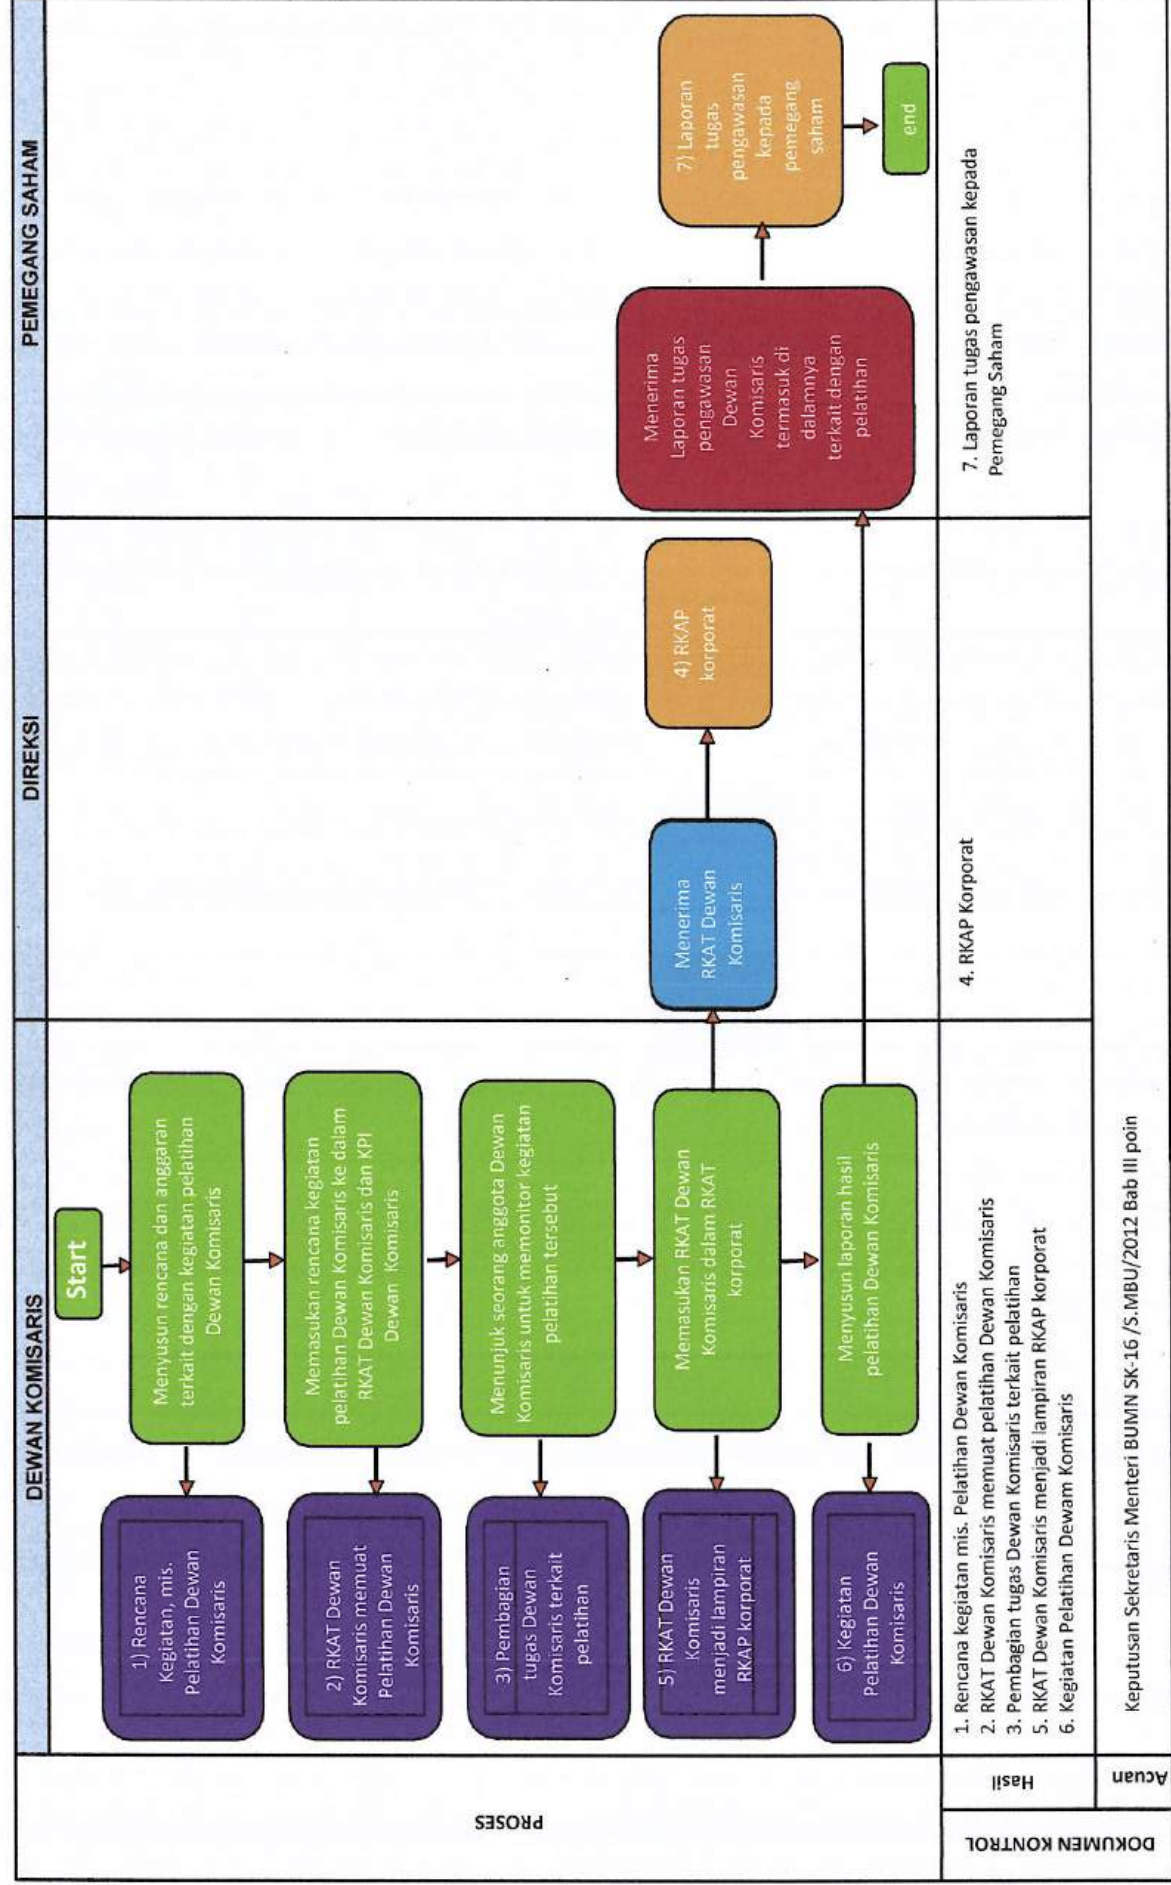 DEWAN KOMISARIS
DIREKSI
PEMEGANG SAHAM
PROSES
Start
Menyusun rencana dan anggaran
terkait dengan kegiatan pelatihan
Dewan Komisaris
1) Rencana
Kegiatan, mis.
Pelatihan Dewan
Komisaris
Memasukan rencana kegiatan
pelatihan Dewan Komisaris ke dalam
RKAT Dewan Komisaris dan KPI
Dewan Komisaris
2) RKAT Dewan
Komisaris memuat
Pelatihan Dewan
Komisaris
Menunjuk seorang anggota Dewan
Komisaris untuk memonitor kegiatan
pelatihan tersebut
3) Pembagian
tugas Dewan
Komisaris terkait
pelatihan
Memasukan RKAT Dewan
Komisaris dalam RKAT
korporat
5) RKAT Dewan
Komisaris
menjadi lampiran
RKAP korporat
Menerima
RKAT Dewan
Komisaris
4) RKAP
korporat
Menyusun laporan hasil
pelatihan Dewan Komisaris
6) Kegiatan
Pelatihan Dewan
Komisaris
Menerima
Laporan tugas
pengawasan
Dewan
Komisaris
termasuk di
dalamnya
terkait dengan
pelatihan
7) Laporan
tugas
pengawasan
kepada
pemegang
saham
end
DOKUMEN KONTROL
Hasil
1. Rencana kegiatan mis. Pelatihan Dewan Komisaris
2. RKAT Dewan Komisaris memuat pelatihan Dewan Komisaris
3. Pembagian tugas Dewan Komisaris terkait pelatihan
5. RKAT Dewan Komisaris menjadi lampiran RKAP korporat
6. Kegiatan Pelatihan Dewam Komisaris
4. RKAP Korporat
7. Laporan tugas pengawasan kepada
Pemegang Saham
Acuan
Keputusan Sekretaris Menteri BUMN SK-16 /S.MBU/2012 Bab III poin